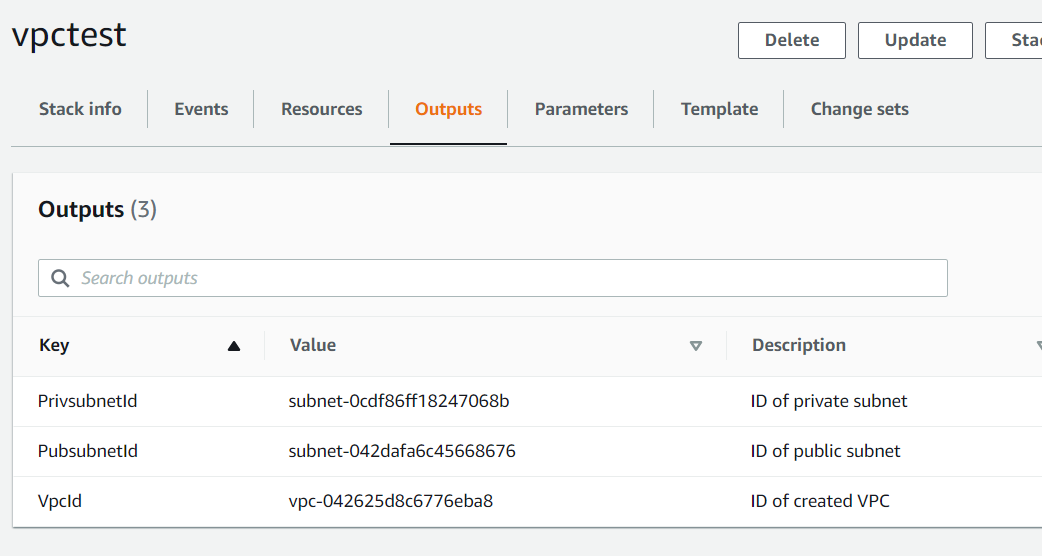 vpctest
Delete Update
Stack info Events Resources Outputs Parameters Template Change sets
Outputs (3)
Search outputs
Key Value Description
PrivsubnetId subnet-0cdf86ff18247068b ID of private subnet
PubsubnetId subnet-042dafa6c45668676 ID of public subnet
VpcId vpc-042625d8c6776eba8 ID of created VPC